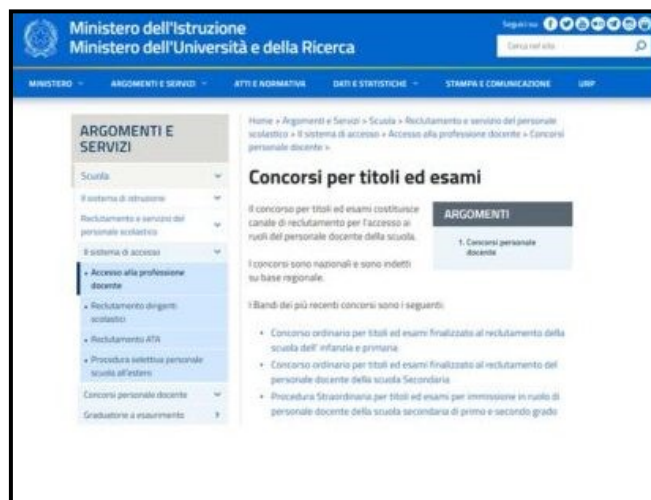 Ministero dell'Istruzione
Ministero dell'Università e della Ricerca
Seguici su
Cerca nel sito
MINISTERO
ARGOMENTI E SERVIZI
ATTI E NORMATIVA
DATI E STATISTICHE
STAMPA E COMUNICAZIONE
URP
ARGOMENTI E
SERVIZI
Scuola
Il sistema di istruzione
Reclutamento e servizio del
personale scolastico
Il sistema di accesso
Accesso alla professione
docente
Reclutamento dirigenti
scolastici
Reclutamento ATA
Procedura selettiva personale
scuola all'estero
Concorsi personale docente
Graduatorie a esaurimento
Home » Argomenti e Servizi » Scuola » Reclutamento e servizio del personale
scolastico » Il sistema di accesso » Accesso alla professione docente » Concorsi
personale docente »
Concorsi per titoli ed esami
Il concorso per titoli ed esami costituisce
canale di reclutamento per l'accesso ai
ruoli del personale docente della scuola.
I concorsi sono nazionali e sono indetti
su base regionale.
I Bandi dei più recenti concorsi sono i seguenti:
Concorso ordinario per titoli ed esami finalizzato al reclutamento della
scuola dell' infanzia e primaria
Concorso ordinario per titoli ed esami finalizzato al reclutamento del
personale docente della scuola Secondaria
Procedura Straordinaria per titoli ed esami per immissione in ruolo di
personale docente della scuola secondaria di primo e secondo grado
ARGOMENTI
1. Concorsi personale
docente